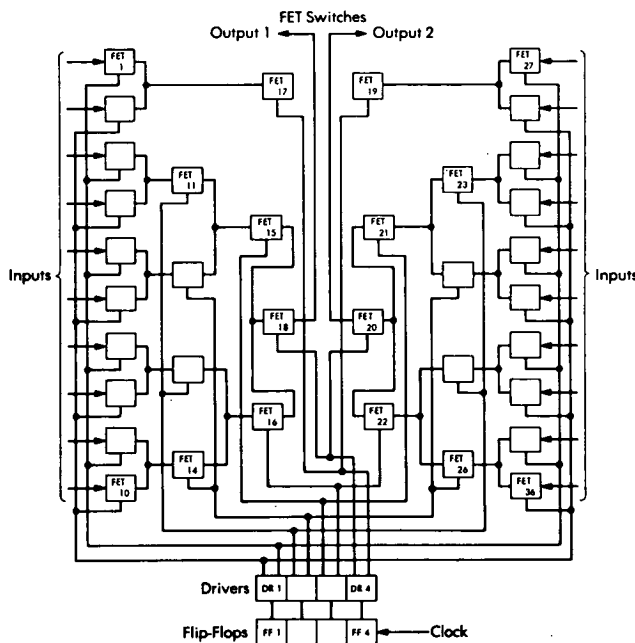 FET Switches
Output 1
Output 2
FET 1
FET 27
FET 17
FET 19
FET 11
FET 23
FET 15
FET 21
Inputs
Inputs
FET 18
FET 20
FET 16
FET 22
FET 14
FET 26
FET 10
FET 36
Drivers
DR 1
DR 4
Flip-Flops
FF 1
FF 4
Clock